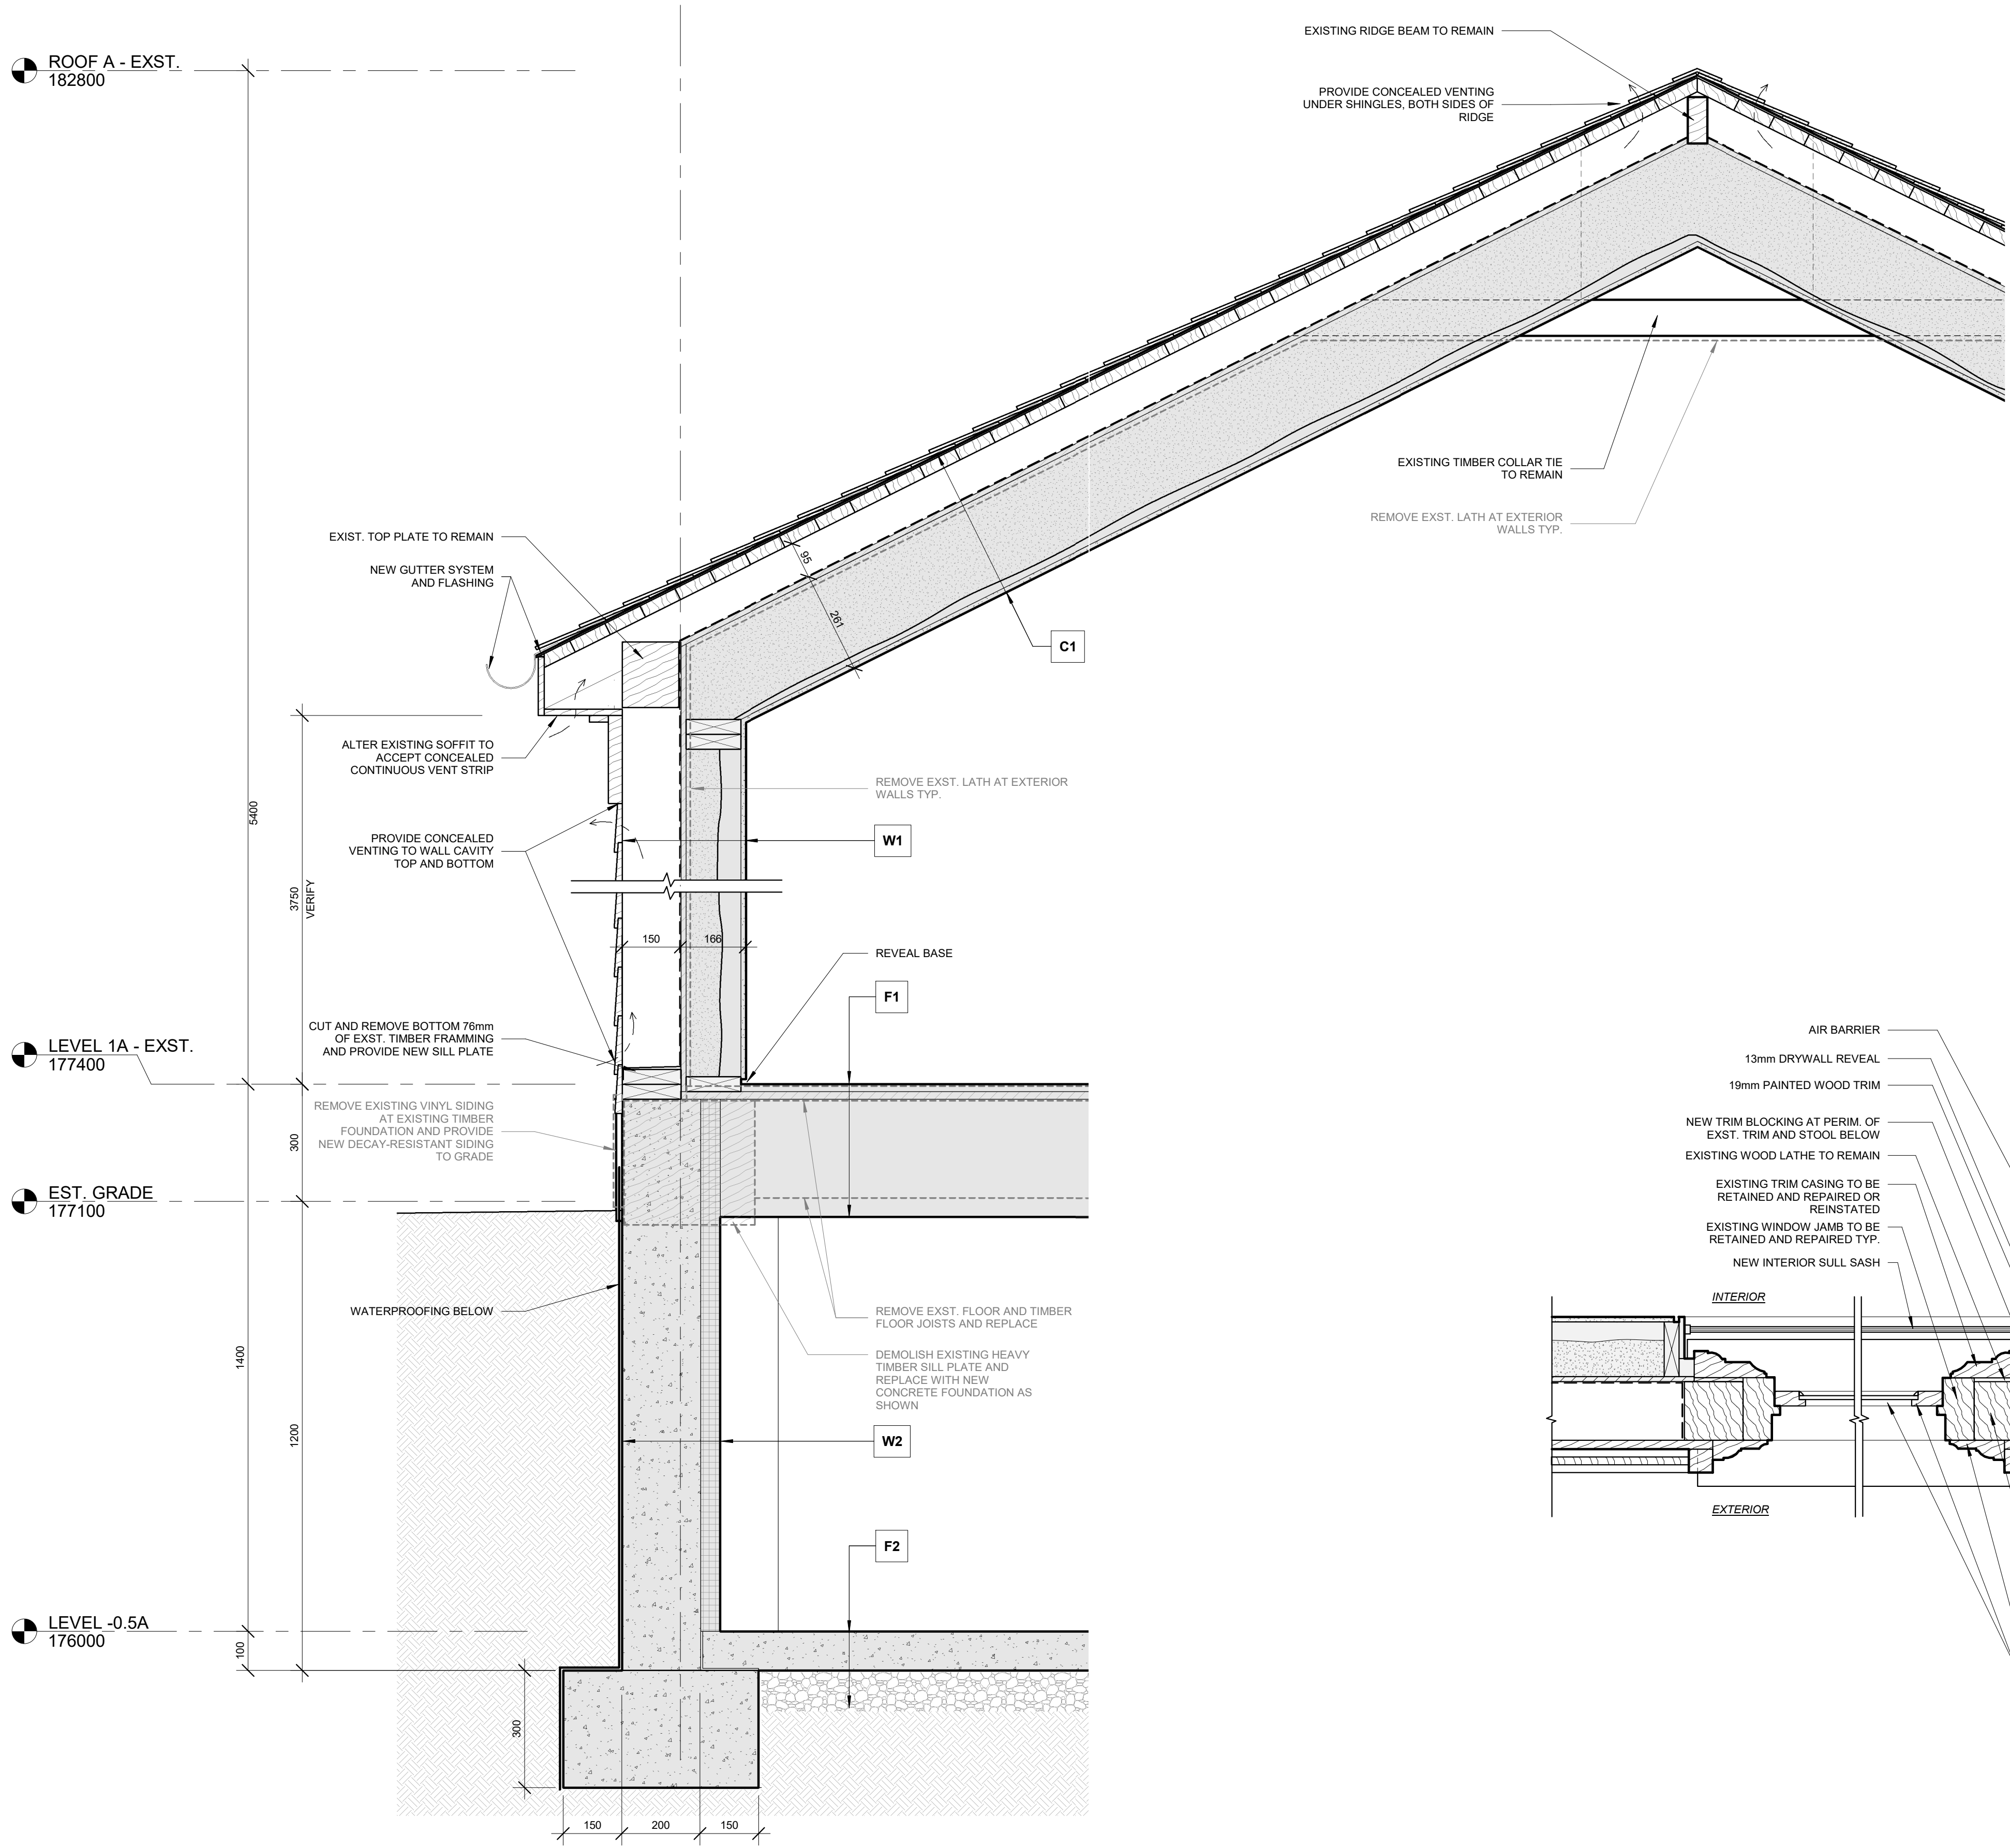 ROOF A - EXST.
182800
EXISTING RIDGE BEAM TO REMAIN
PROVIDE CONCEALED VENTING
UNDER SHINGLES, BOTH SIDES OF
RIDGE
EXISTING TIMBER COLLAR TIE
TO REMAIN
REMOVE EXST. LATH AT EXTERIOR
WALLS TYP.
EXIST. TOP PLATE TO REMAIN
NEW GUTTER SYSTEM
AND FLASHING
95
261
C1
ALTER EXISTING SOFFIT TO
ACCEPT CONCEALED
CONTINUOUS VENT STRIP
REMOVE EXST. LATH AT EXTERIOR
WALLS TYP.
5400
PROVIDE CONCEALED
VENTING TO WALL CAVITY
TOP AND BOTTOM
W1
3750
VERIFY
150
166
REVEAL BASE
F1
CUT AND REMOVE BOTTOM 76mm
OF EXST. TIMBER FRAMMING
AND PROVIDE NEW SILL PLATE
LEVEL 1A - EXST.
177400
REMOVE EXISTING VINYL SIDING
AT EXISTING TIMBER
FOUNDATION AND PROVIDE
NEW DECAY-RESISTANT SIDING
TO GRADE
300
EST. GRADE
177100
WATERPROOFING BELOW
REMOVE EXST. FLOOR AND TIMBER
FLOOR JOISTS AND REPLACE
DEMOLISH EXISTING HEAVY
TIMBER SILL PLATE AND
REPLACE WITH NEW
CONCRETE FOUNDATION AS
SHOWN
1400
1200
W2
F2
LEVEL -0.5A
176000
100
300
150
200
150
AIR BARRIER
13mm DRYWALL REVEAL
19mm PAINTED WOOD TRIM
NEW TRIM BLOCKING AT PERIM. OF
EXST. TRIM AND STOOL BELOW
EXISTING WOOD LATHE TO REMAIN
EXISTING TRIM CASING TO BE
RETAINED AND REPAIRED OR
REINSTATED
EXISTING WINDOW JAMB TO BE
RETAINED AND REPAIRED TYP.
NEW INTERIOR SULL SASH
INTERIOR
EXTERIOR